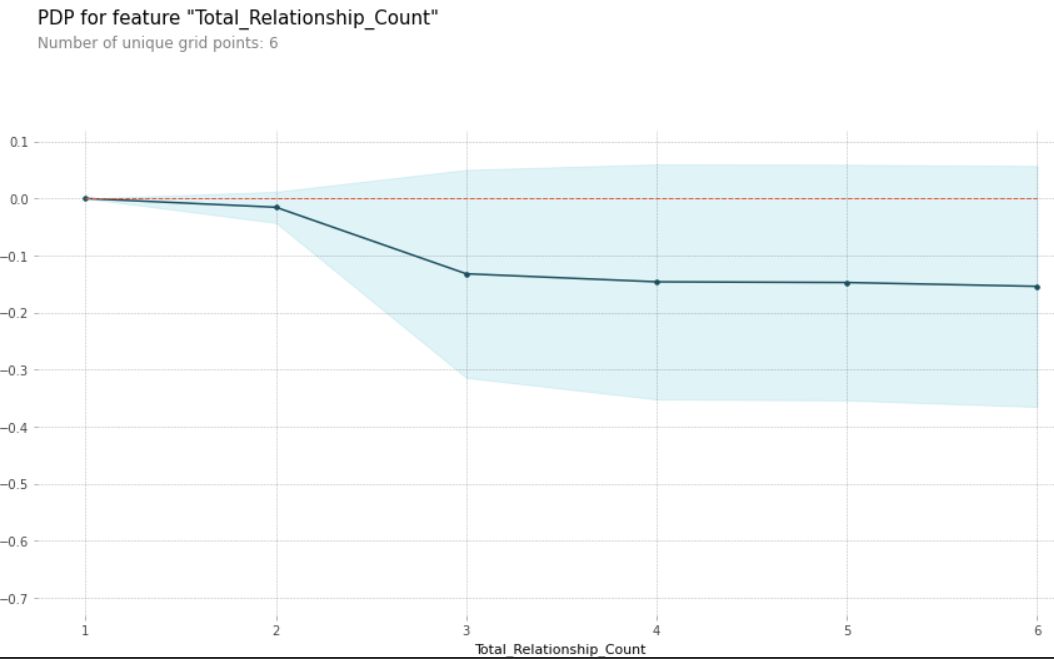 PDP for feature "Total_Relationship_Count"
Number of unique grid points: 6
0.1
0.0
−0.1
−0.2
−0.3
−0.4
−0.5
−0.6
−0.7
1 2 3 4 5 6
Total_Relationship_Count